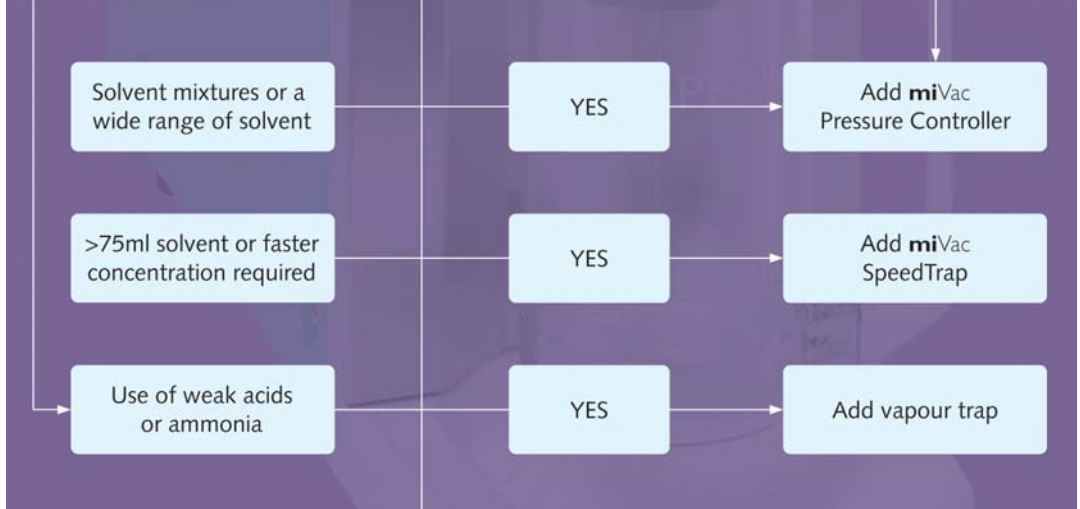 Solvent mixtures or a
wide range of solvent
YES
Add miVac
Pressure Controller
>75ml solvent or faster
concentration required
YES
Add miVac
SpeedTrap
Use of weak acids
or ammonia
YES
Add vapour trap